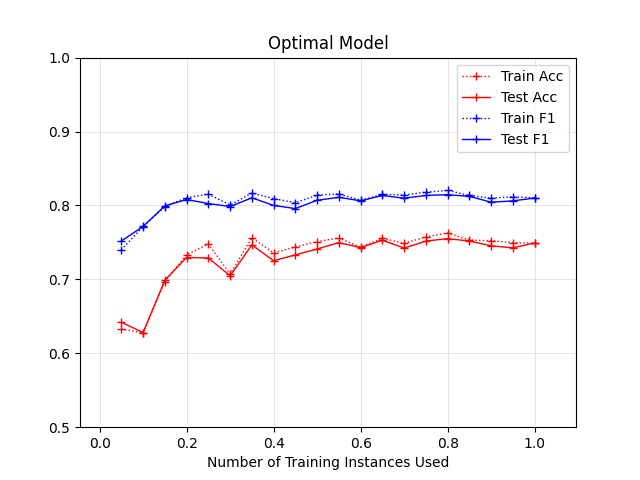 Optimal Model
1.0
0.9
0.8
0.7
0.6
0.5
Train Acc
Test Acc
Train F1
Test F1
0.0 0.2 0.4 0.6 0.8 1.0
Number of Training Instances Used